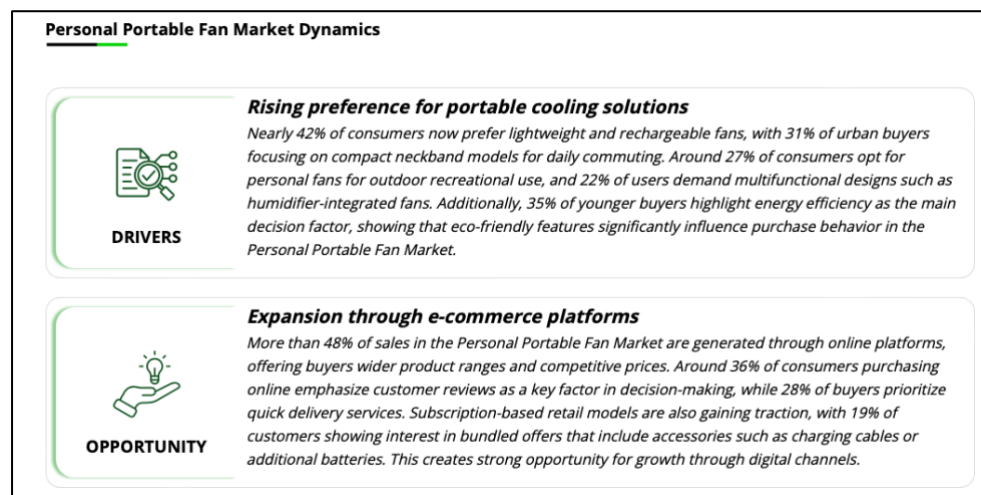 Personal Portable Fan Market Dynamics
Rising preference for portable cooling solutions
Nearly 42% of consumers now prefer lightweight and rechargeable fans, with 31% of urban buyers
focusing on compact neckband models for daily commuting. Around 27% of consumers opt for
personal fans for outdoor recreational use, and 22% of users demand multifunctional designs such as
humidifier-integrated fans. Additionally, 35% of younger buyers highlight energy efficiency as the main
decision factor, showing that eco-friendly features significantly influence purchase behavior in the
Personal Portable Fan Market.
DRIVERS
Expansion through e-commerce platforms
More than 48% of sales in the Personal Portable Fan Market are generated through online platforms,
offering buyers wider product ranges and competitive prices. Around 36% of consumers purchasing
online emphasize customer reviews as a key factor in decision-making, while 28% of buyers prioritize
quick delivery services. Subscription-based retail models are also gaining traction, with 19% of
customers showing interest in bundled offers that include accessories such as charging cables or
additional batteries. This creates strong opportunity for growth through digital channels.
OPPORTUNITY